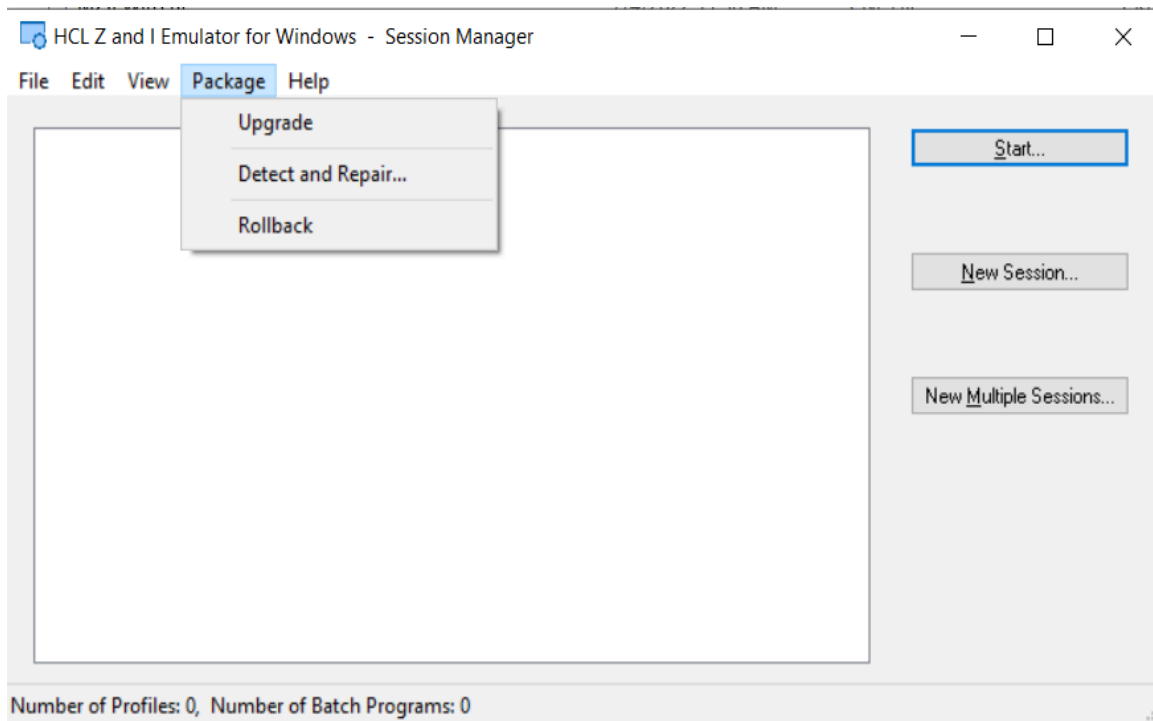 HCL Z and I Emulator for Windows - Session Manager
File Edit View Package Help
Upgrade
Detect and Repair...
Rollback
Start...
New Session...
New Multiple Sessions...
Number of Profiles: 0, Number of Batch Programs: 0